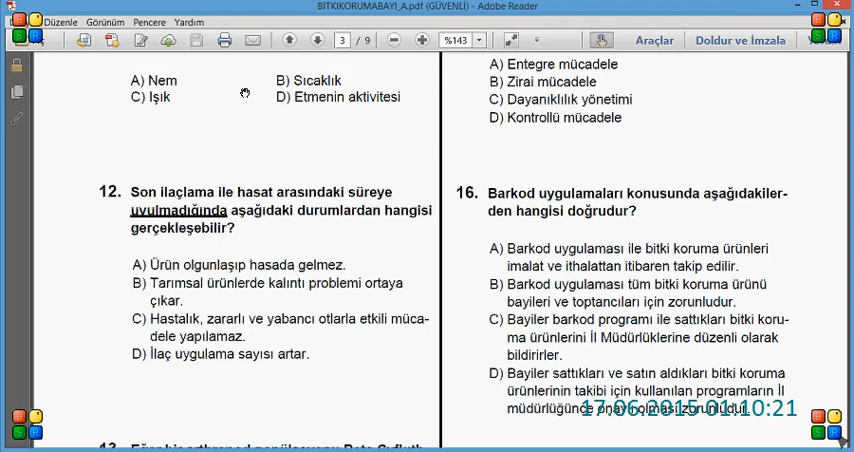 BITKIKORUMABAYI_A.pdf (GÜVENLİ) - Adobe Reader
Düzenle Görünüm Pencere Yardım
3 / 9 %143 Araçlar Doldur ve İmzala
A) Nem B) Sıcaklık
C) Işık D) Etmenin aktivitesi
12. Son ilaçlama ile hasat arasındaki süreye
uyulmadığında aşağıdaki durumlardan hangisi
gerçekleşebilir?
A) Ürün olgunlaşıp hasada gelmez.
B) Tarımsal ürünlerde kalıntı problemi ortaya
çıkar.
C) Hastalık, zararlı ve yabancı otlarla etkili müca-
dele yapılamaz.
D) İlaç uygulama sayısı artar.
13.
A) Entegre mücadele
B) Zirai mücadele
C) Dayanıklılık yönetimi
D) Kontrollü mücadele
16. Barkod uygulamaları konusunda aşağıdakiler-
den hangisi doğrudur?
A) Barkod uygulaması ile bitki koruma ürünleri
imalat ve ithalattan itibaren takip edilir.
B) Barkod uygulaması tüm bitki koruma ürünü
bayileri ve toptancıları için zorunludur.
C) Bayiler barkod programı ile sattıkları bitki koru-
ma ürünlerini İl Müdürlüklerine düzenli olarak
bildirirler.
D) Bayiler sattıkları ve satın aldıkları bitki koruma
ürünlerinin takibi için kullanılan programların İl
müdürlüğünce onaylı olması zorunludur.
17.06.2015 01:10:21